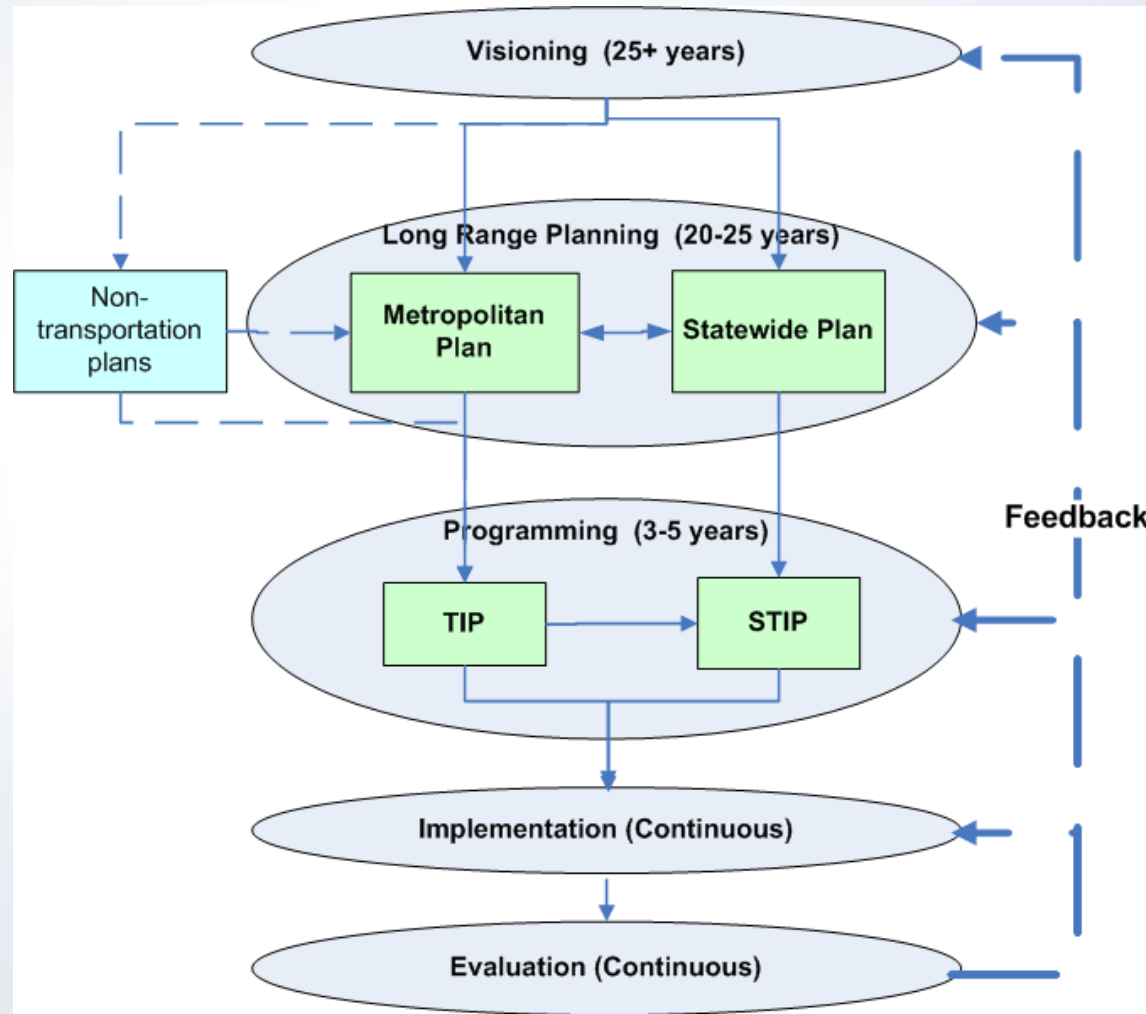 Visioning (25+ years)
Long Range Planning (20-25 years)
Non-
transportation
plans
Metropolitan
Plan
Statewide Plan
Feedback
Programming (3-5 years)
TIP
STIP
Implementation (Continuous)
Evaluation (Continuous)